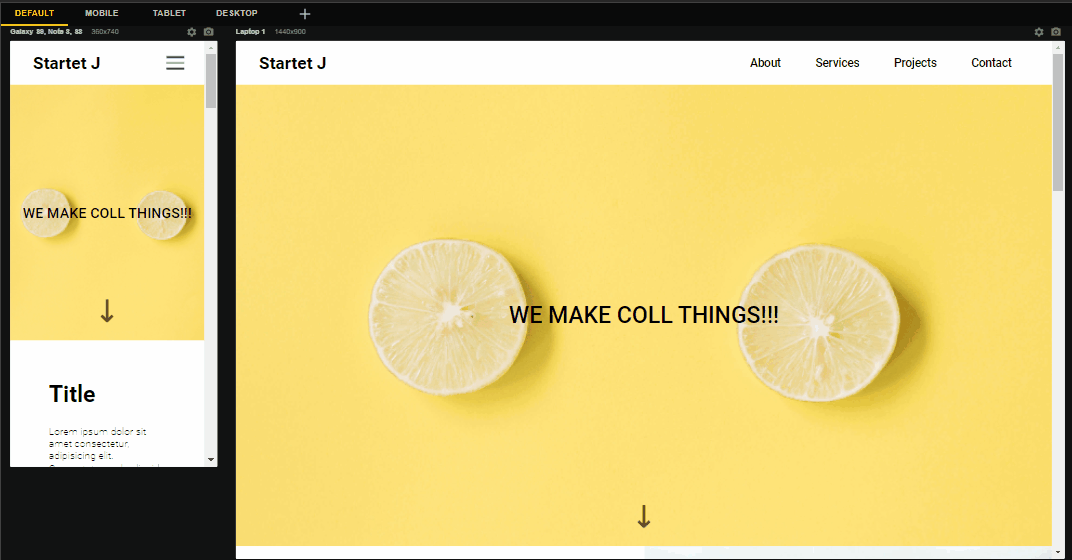 DEFAULT MOBILE TABLET DESKTOP
Galaxy S9, Note 8, S8 360x740
Startet J
WE MAKE COLL THINGS!!!
Title
Lorem ipsum dolor sit
amet consectetur,
adipisicing elit.
Laptop 1 1440x900
Startet J About Services Projects Contact
WE MAKE COLL THINGS!!!